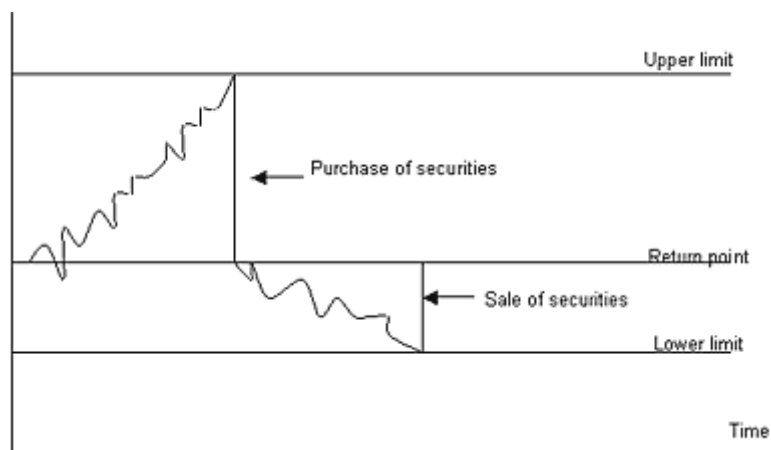 Upper limit
Purchase of securities
Return point
Sale of securities
Lower limit
Time